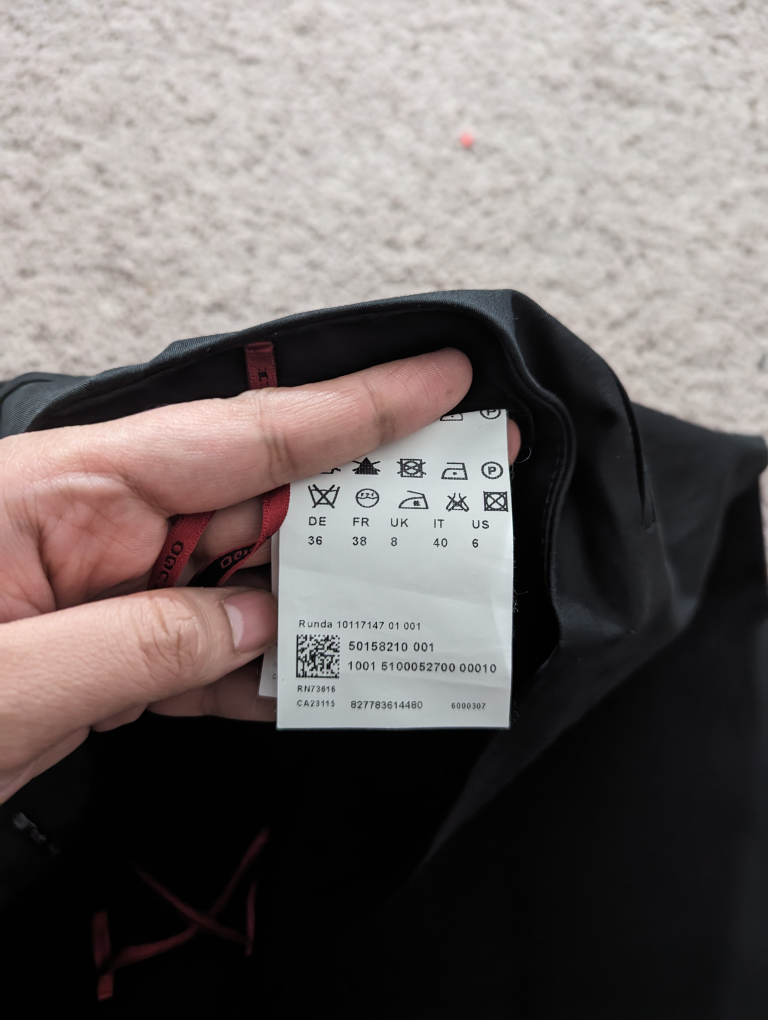 DE FR UK IT US
36 38 8 40 6
Runda 10117147 01 001
50158210 001
1001 5100052700 00010
RN73616
CA23115 827783614480 6000307